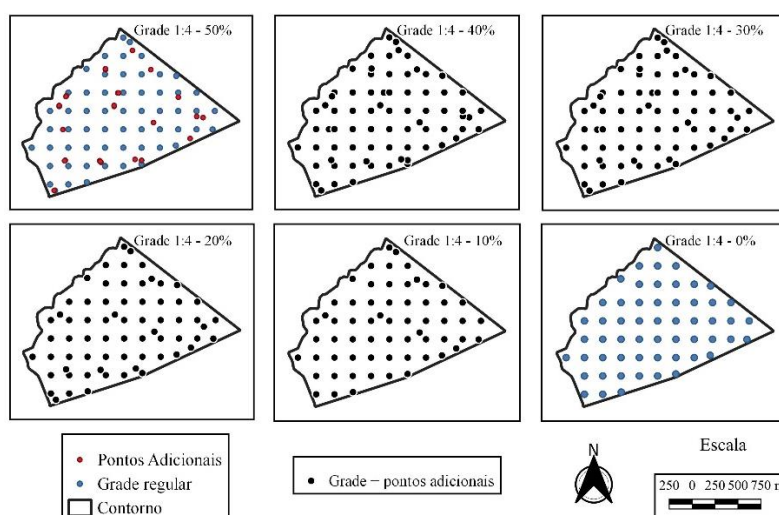 Grade 1:4 - 50%
Grade 1:4 - 40%
Grade 1:4 - 30%
Grade 1:4 - 20%
Grade 1:4 - 10%
Grade 1:4 - 0%
Pontos Adicionais
Grade regular
Contorno
Grade – pontos adicionais
N
Escala
250 0 250 500 750 m